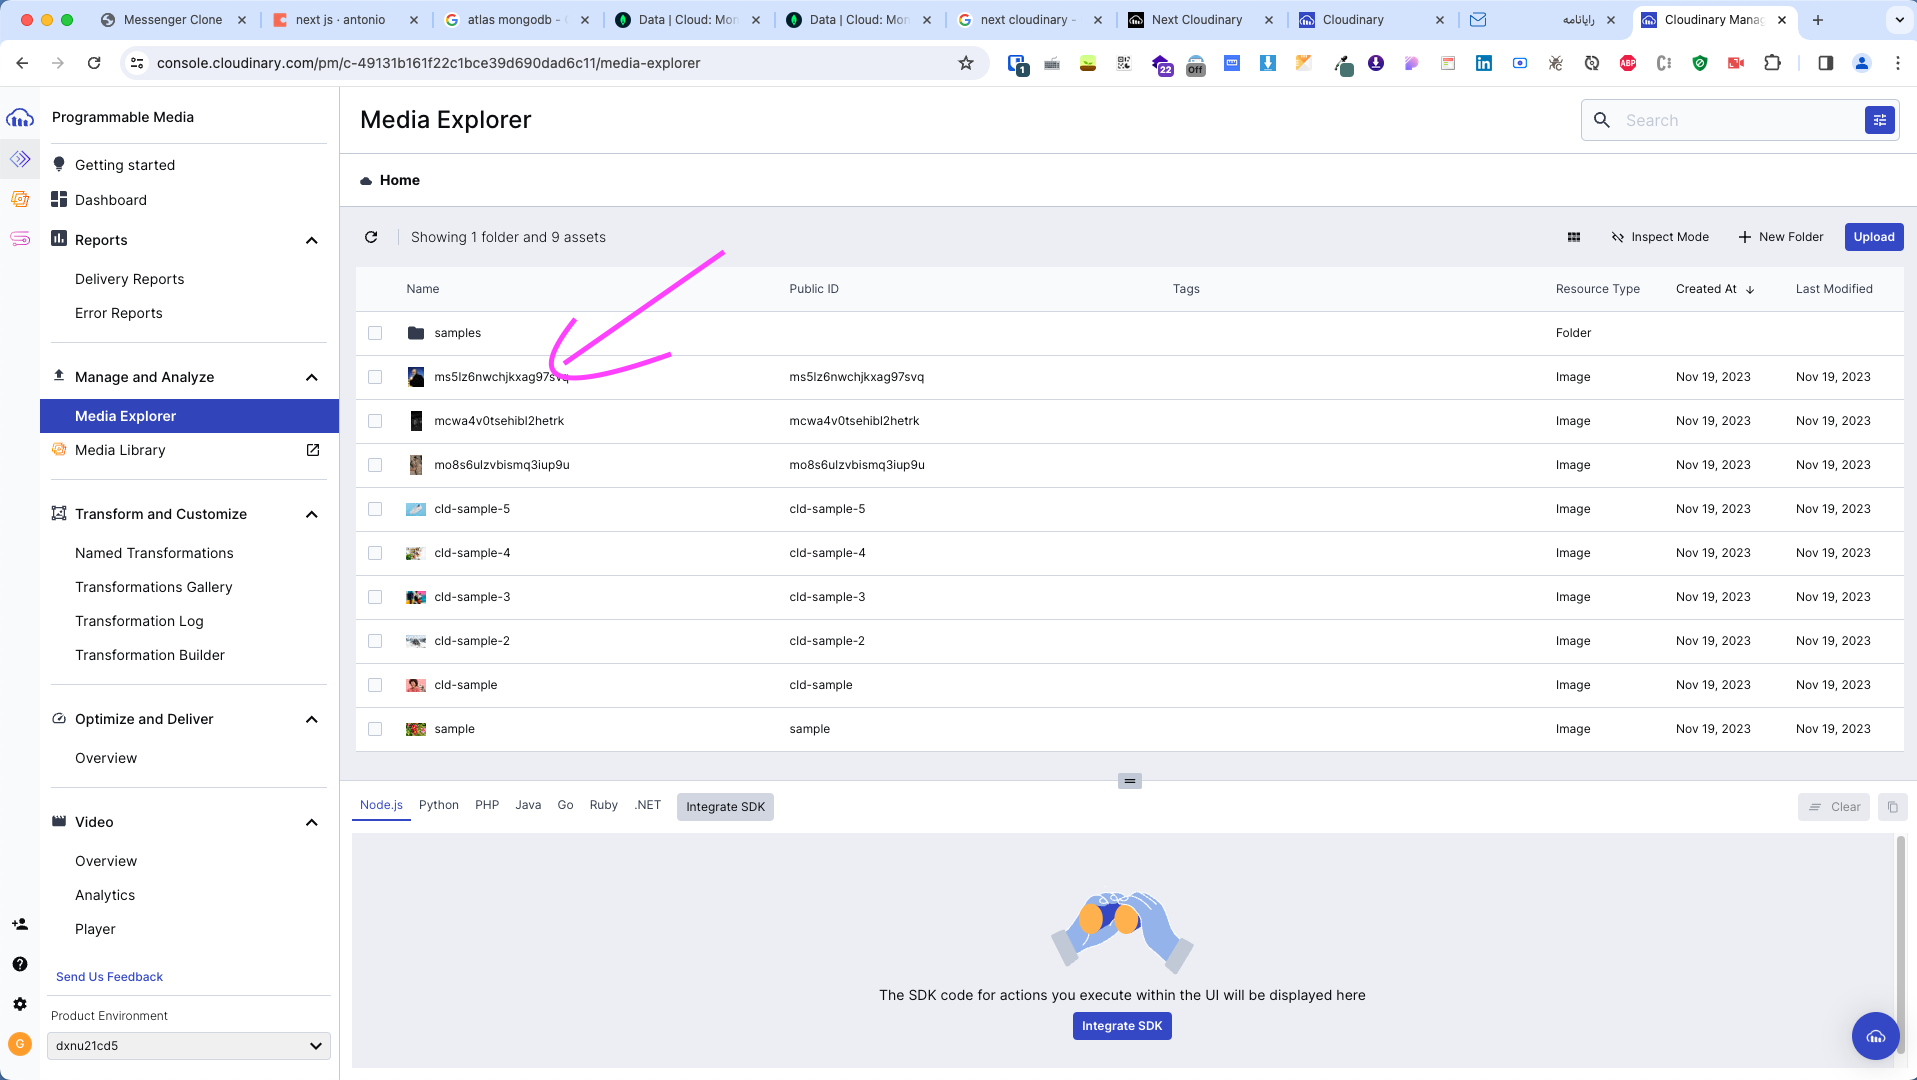 Messenger Clone
next js · antonio
atlas mongodb -
Data | Cloud: Mon
Data | Cloud: Mon
next cloudinary -
Next Cloudinary
Cloudinary
رایانامه
Cloudinary Manag
console.cloudinary.com/pm/c-49131b161f22c1bce39d690dad6c11/media-explorer
1
22
Off
ABP
Programmable Media
Getting started
Dashboard
Reports
Delivery Reports
Error Reports
Manage and Analyze
Media Explorer
Media Library
Transform and Customize
Named Transformations
Transformations Gallery
Transformation Log
Transformation Builder
Optimize and Deliver
Overview
Video
Overview
Analytics
Player
Send Us Feedback
Product Environment
G
dxnu21cd5
Media Explorer
Search
Home
Showing 1 folder and 9 assets
Inspect Mode
New Folder
Upload
Name Public ID Tags Resource Type Created At Last Modified
samples Folder
ms5lz6nwchjkxag97svq ms5lz6nwchjkxag97svq Image Nov 19, 2023 Nov 19, 2023
mcwa4v0tsehibl2hetrk mcwa4v0tsehibl2hetrk Image Nov 19, 2023 Nov 19, 2023
mo8s6ulzvbismq3iup9u mo8s6ulzvbismq3iup9u Image Nov 19, 2023 Nov 19, 2023
cld-sample-5 cld-sample-5 Image Nov 19, 2023 Nov 19, 2023
cld-sample-4 cld-sample-4 Image Nov 19, 2023 Nov 19, 2023
cld-sample-3 cld-sample-3 Image Nov 19, 2023 Nov 19, 2023
cld-sample-2 cld-sample-2 Image Nov 19, 2023 Nov 19, 2023
cld-sample cld-sample Image Nov 19, 2023 Nov 19, 2023
sample sample Image Nov 19, 2023 Nov 19, 2023
Node.js Python PHP Java Go Ruby .NET Integrate SDK
Clear
The SDK code for actions you execute within the UI will be displayed here
Integrate SDK